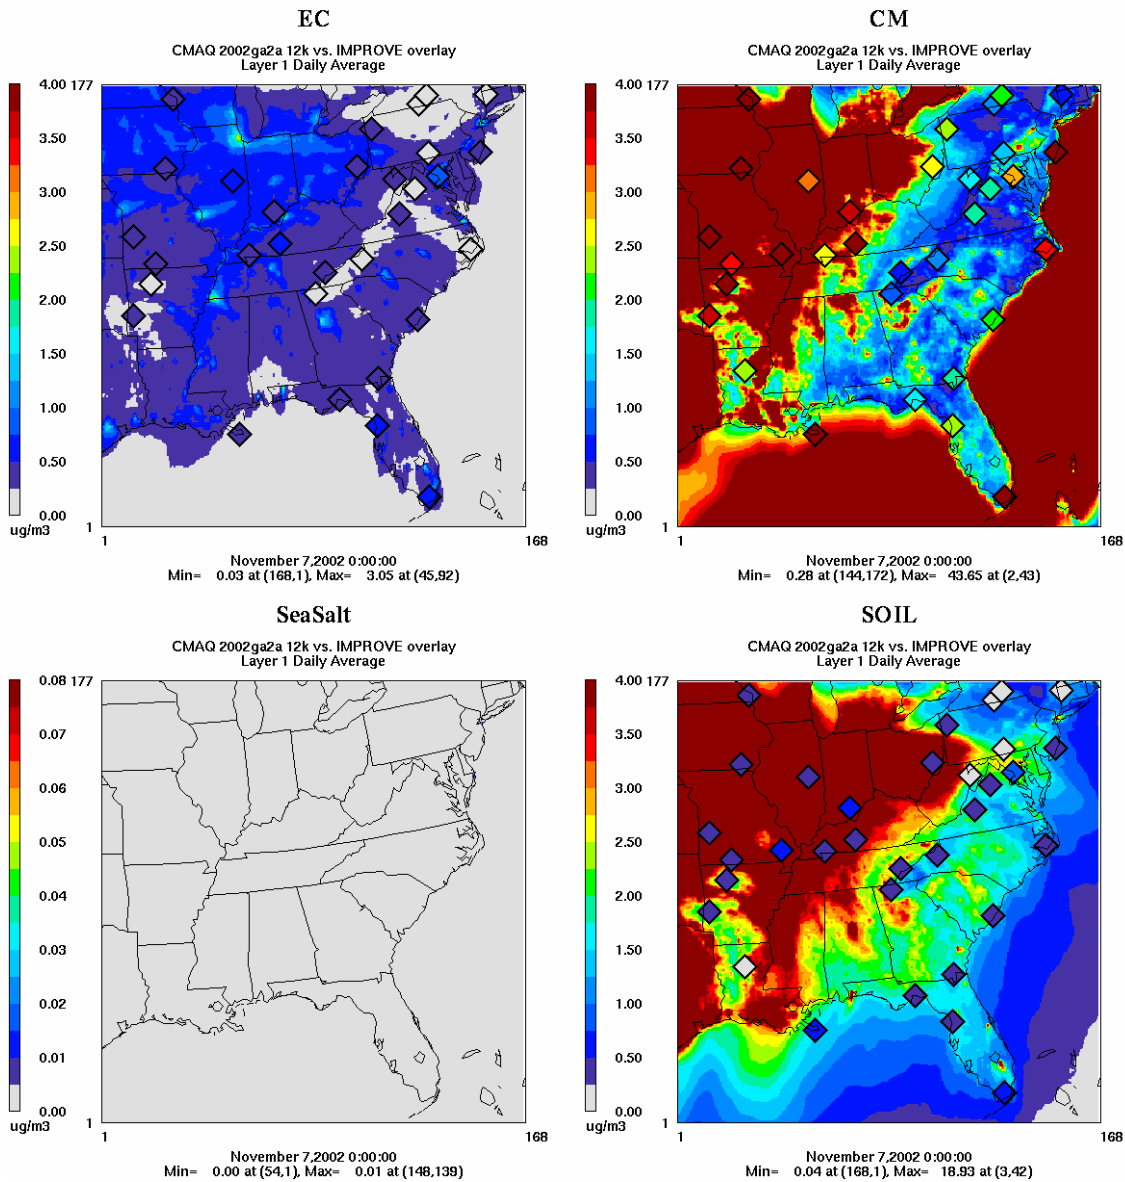 EC
CMAQ 2002ga2a 12k vs. IMPROVE overlay
Layer 1 Daily Average
4.00 177
3.50
3.00
2.50
2.00
1.50
1.00
0.50
0.00
ug/m3
1
1 168
November 7,2002 0:00:00
Min= 0.03 at (168,1), Max= 3.05 at (45,92)
CM
CMAQ 2002ga2a 12k vs. IMPROVE overlay
Layer 1 Daily Average
4.00 177
3.50
3.00
2.50
2.00
1.50
1.00
0.50
0.00
ug/m3
1
1 168
November 7,2002 0:00:00
Min= 0.28 at (144,172), Max= 43.65 at (2,43)
SeaSalt
CMAQ 2002ga2a 12k vs. IMPROVE overlay
Layer 1 Daily Average
0.08 177
0.07
0.06
0.05
0.04
0.03
0.02
0.01
0.00
ug/m3
1
1 168
November 7,2002 0:00:00
Min= 0.00 at (54,1), Max= 0.01 at (148,139)
SOIL
CMAQ 2002ga2a 12k vs. IMPROVE overlay
Layer 1 Daily Average
4.00 177
3.50
3.00
2.50
2.00
1.50
1.00
0.50
0.00
ug/m3
1
1 168
November 7,2002 0:00:00
Min= 0.04 at (168,1), Max= 18.93 at (3,42)